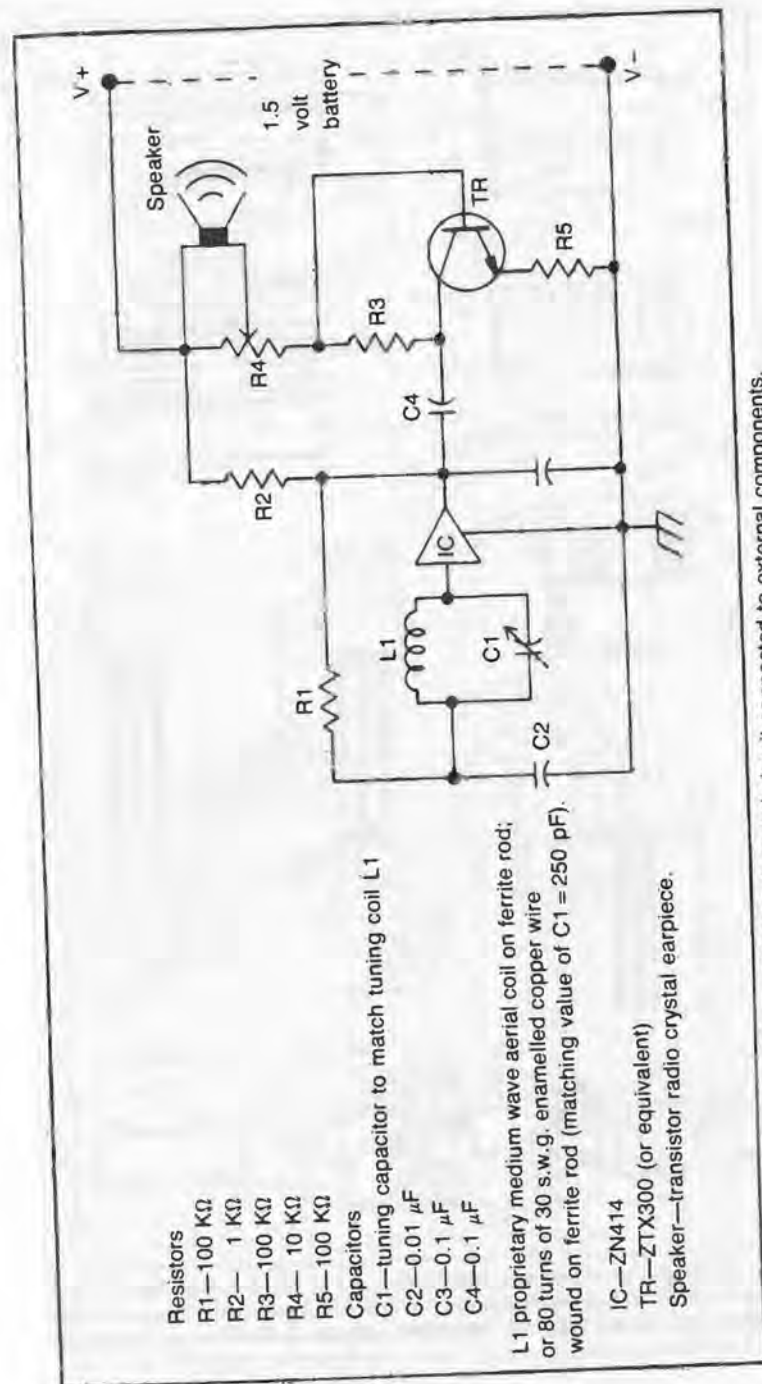 Resistors
R1—100 KΩ
R2— 1 KΩ
R3—100 KΩ
R4— 10 KΩ
R5—100 KΩ
Capacitors
C1—tuning capacitor to match tuning coil L1
C2—0.01 μF
C3—0.1 μF
C4—0.1 μF
L1 proprietary medium wave aerial coil on ferrite rod;
or 80 turns of 30 s.w.g. enamelled copper wire
wound on ferrite rod (matching value of C1 = 250 pF).
IC—ZN414
TR—ZTX300 (or equivalent)
Speaker—transistor radio crystal earpiece.
V+
Speaker
1.5
volt
battery
V−
R4
R2
R3
R1
C4
TR
R5
L1
IC
C1
C2
connected to external components.